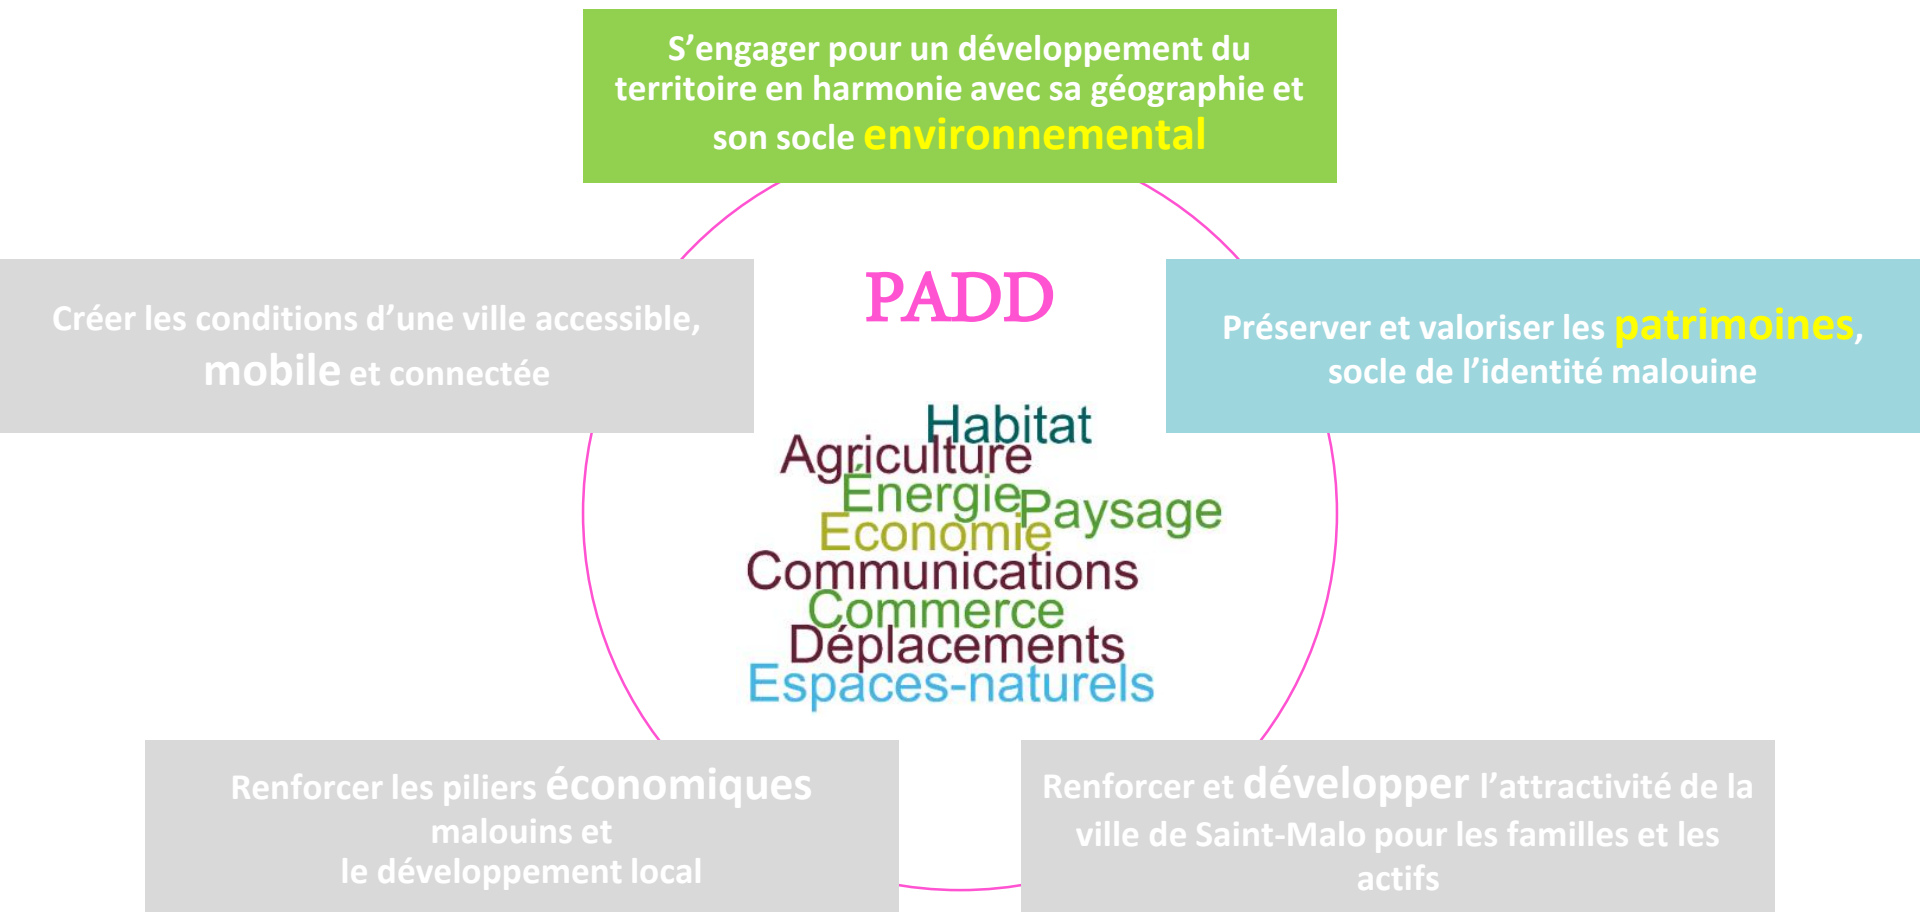 S’engager pour un développement du
territoire en harmonie avec sa géographie et
son socle environnemental
Créer les conditions d’une ville accessible,
mobile et connectée
PADD
Préserver et valoriser les patrimoines,
socle de l’identité malouine
Habitat
Agriculture
Énergie
Paysage
Economie
Communications
Commerce
Déplacements
Espaces-naturels
Renforcer les piliers économiques
malouins et
le développement local
Renforcer et développer l’attractivité de la
ville de Saint-Malo pour les familles et les
actifs